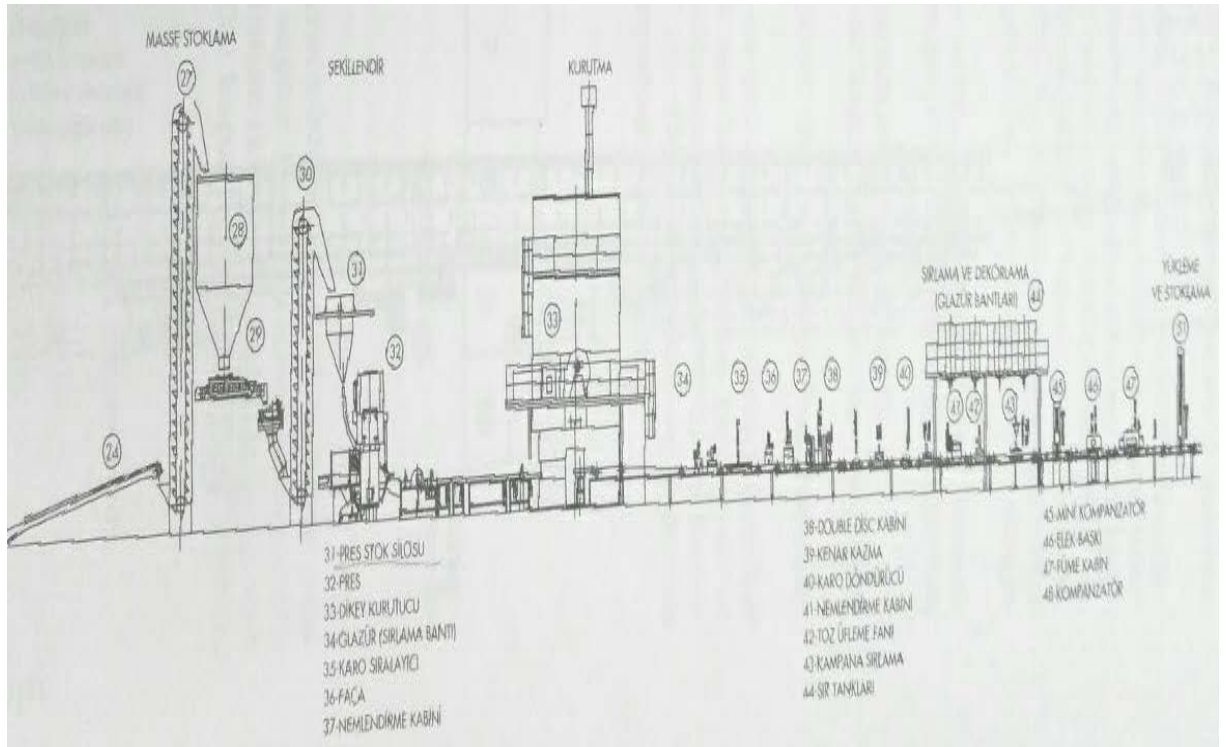 MASSE STOKLAMA
ŞEKİLLENDİR
KURUTMA
SIRLAMA VE DEKORLAMA
(GLAZÜR BANTLARI)
YÜKLEME
VE STOKLAMA
27
28
29
24
30
31
32
33
34
35
36
37
38
39
40
41
42
43
44
45
46
47
51
31-PRES STOK SİLOSU
32-PRES
33-DİKEY KURUTUCU
34-GLAZÜR (SIRLAMA BANTI)
35-KARO SIRALAYICI
36-FAÇA
37-NEMLENDİRME KABİNİ
38-DOUBLE DISC KABİNİ
39-KENAR KAZMA
40-KARO DÖNDÜRÜCÜ
41-NEMLENDİRME KABİNİ
42-TOZ ÜFLEME FANI
43-KAMPANA SIRLAMA
44-SIR TANKLARI
45-MİNİ KOMPANZATÖR
46-ELEK BASKI
47-FÜME KABİN
48-KOMPANZATÖR